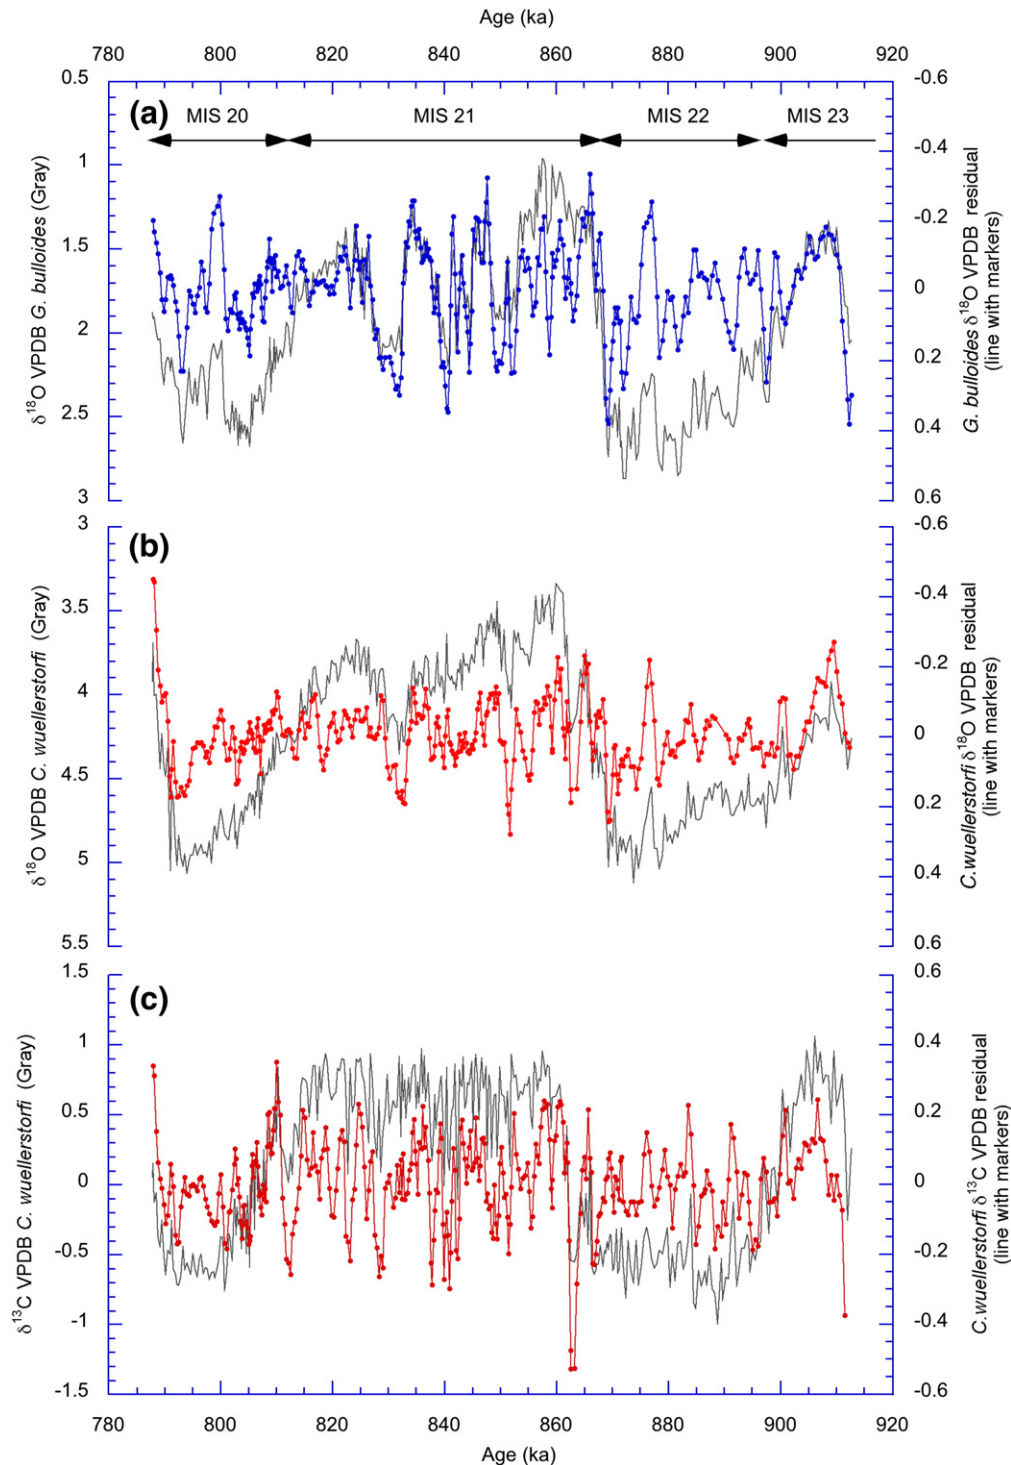 Age (ka)
780 800 820 840 860 880 900 920
(a)
MIS 20 MIS 21 MIS 22 MIS 23
δ18O VPDB G. bulloides (Gray)
0.5
1
1.5
2
2.5
3
-0.6
-0.4
-0.2
0
0.2
0.4
0.6
G. bulloides δ18O VPDB residual
(line with markers)
(b)
δ18O VPDB C. wuellerstorfi (Gray)
3
3.5
4
4.5
5
5.5
-0.6
-0.4
-0.2
0
0.2
0.4
0.6
C.wuellerstorfi δ18O VPDB residual
(line with markers)
(c)
δ13C VPDB C. wuellerstorfi (Gray)
1.5
1
0.5
0
-0.5
-1
-1.5
0.6
0.4
0.2
0
-0.2
-0.4
-0.6
C.wuellerstorfi δ13C VPDB residual
(line with markers)
780 800 820 840 860 880 900 920
Age (ka)